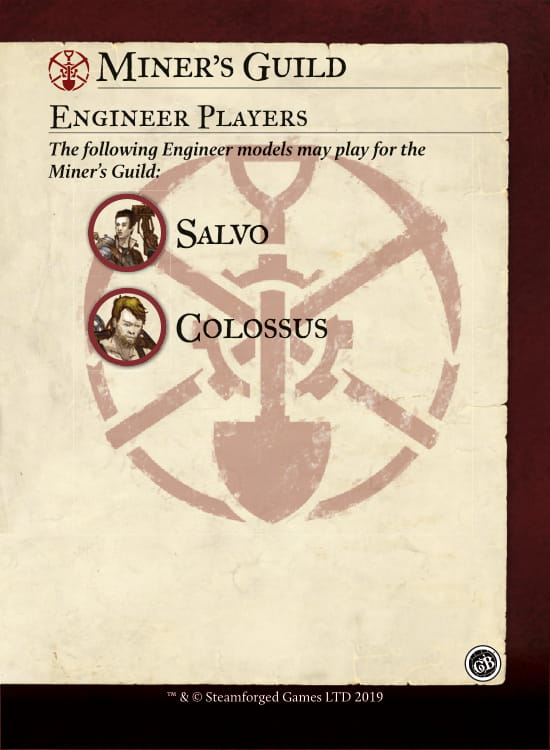 Miner's Guild
Engineer Players
The following Engineer models may play for the
Miner's Guild:
Salvo
Colossus
GB
™ & © Steamforged Games LTD 2019